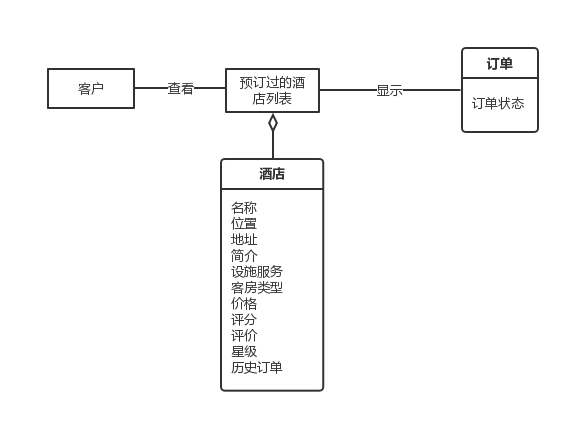 客户
查看
预订过的酒
店列表
显示
订单
订单状态
酒店
名称
位置
地址
简介
设施服务
客房类型
价格
评分
评价
星级
历史订单